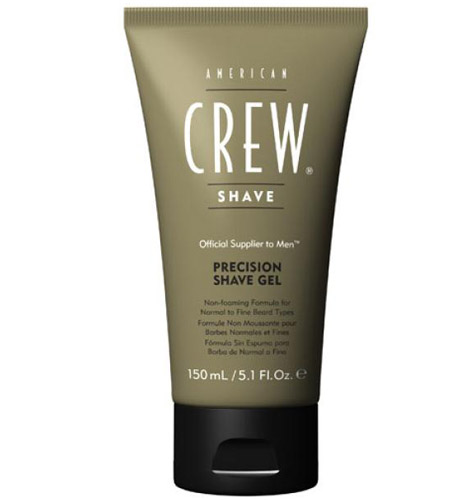 AMERICAN
CREW®
SHAVE
Official Supplier to Men™
PRECISION
SHAVE GEL
Non-foaming Formula for
Normal to Fine Beard Types
Formule Non Moussante pour
Barbes Normales et Fines
Fórmula Sin Espuma para
Barba de Normal a Fina
150 mL / 5.1 Fl.Oz. ℮